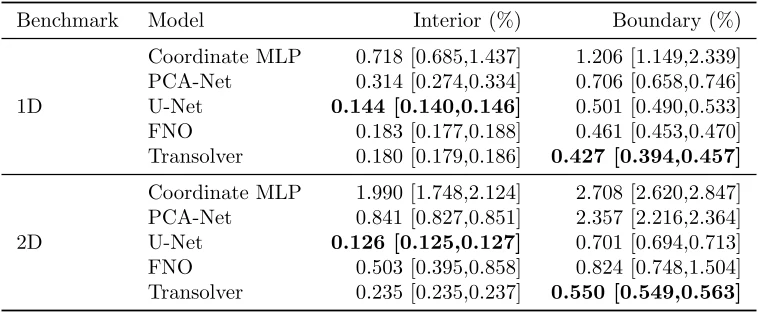 Benchmark Model Interior (%) Boundary (%)
Coordinate MLP 0.718 [0.685,1.437] 1.206 [1.149,2.339]
PCA-Net 0.314 [0.274,0.334] 0.706 [0.658,0.746]
1D U-Net 0.144 [0.140,0.146] 0.501 [0.490,0.533]
FNO 0.183 [0.177,0.188] 0.461 [0.453,0.470]
Transolver 0.180 [0.179,0.186] 0.427 [0.394,0.457]
Coordinate MLP 1.990 [1.748,2.124] 2.708 [2.620,2.847]
PCA-Net 0.841 [0.827,0.851] 2.357 [2.216,2.364]
2D U-Net 0.126 [0.125,0.127] 0.701 [0.694,0.713]
FNO 0.503 [0.395,0.858] 0.824 [0.748,1.504]
Transolver 0.235 [0.235,0.237] 0.550 [0.549,0.563]